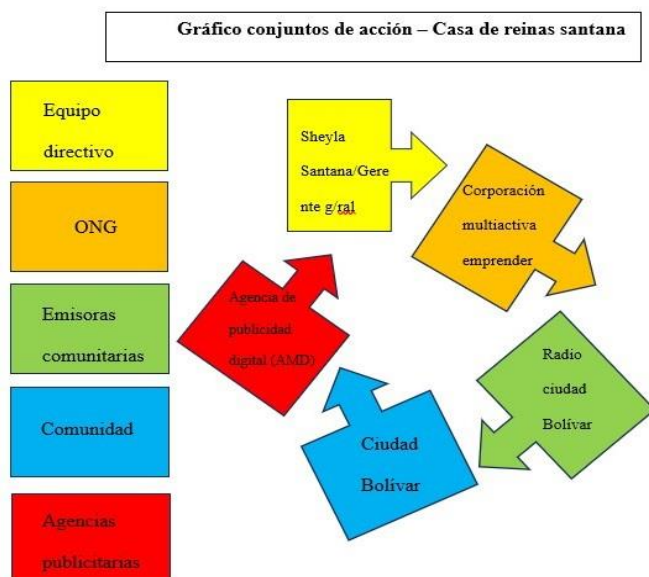 Gráfico conjuntos de acción – Casa de reinas santana
Equipo
directivo
ONG
Emisoras
comunitarias
Comunidad
Agencias
publicitarias
Sheyla
Santana/Gere
nte g/ral
Corporación
multiactiva
emprender
Radio
ciudad
Bolívar
Ciudad
Bolívar
Agencia de
publicidad
digital (AMD)